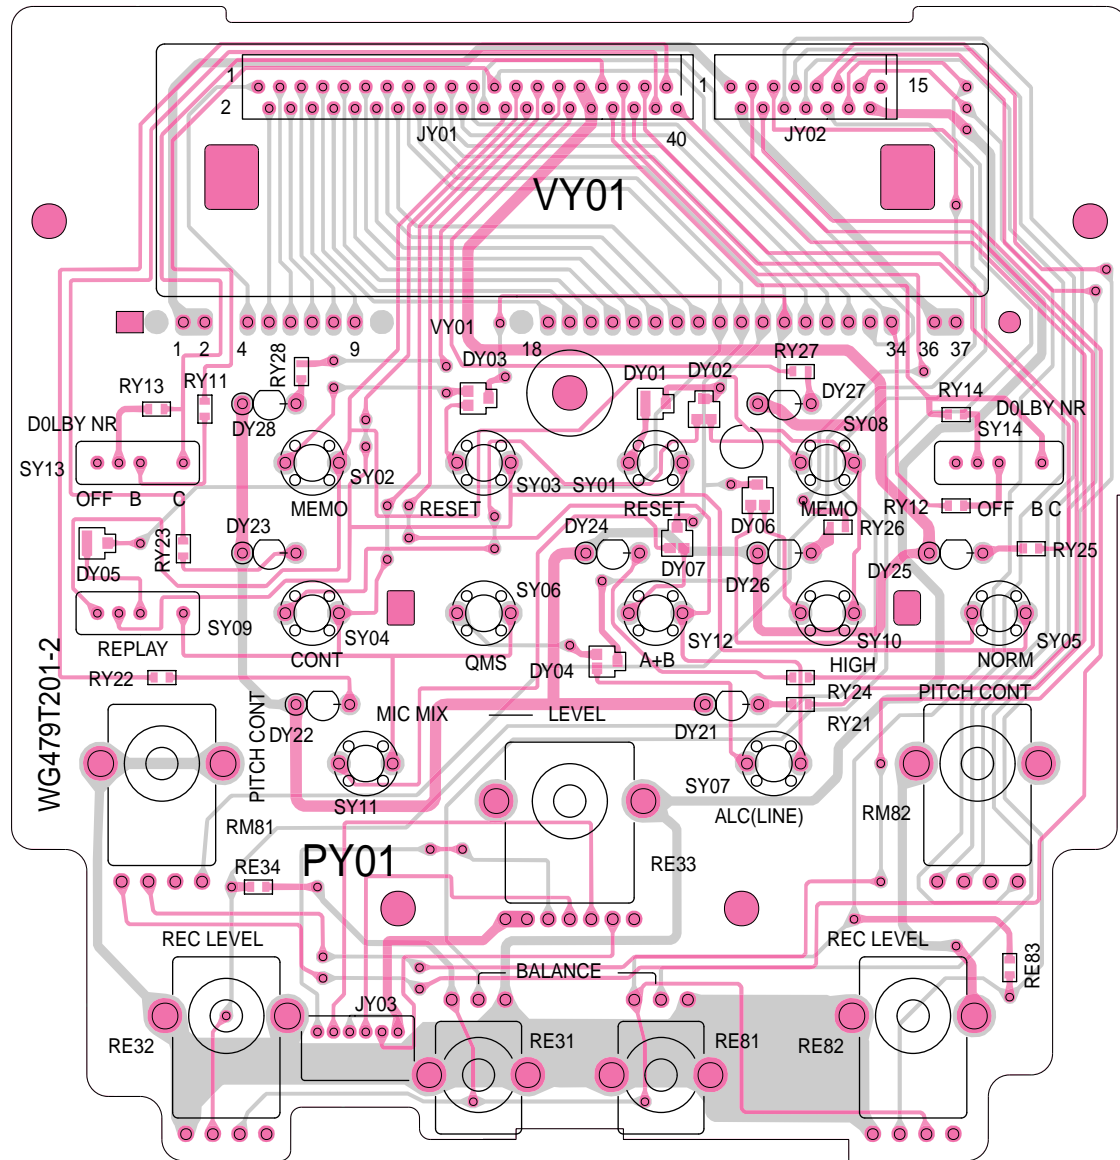 1
2
JY01
40
1
15
JY02
VY01
VY01
1 2 4 9
18 34 36 37
RY28
DY03
RY27
RY13
RY11
DY01
DY02
DY27
RY14
D0LBY NR
DY28
SY08
D0LBY NR
SY14
SY13
SY02
SY03
SY01
OFF B C
MEMO
RESET
RESET
MEMO
RY12
OFF B C
DY23
DY24
DY06
RY26
RY23
DY05
DY07
DY26
DY25
RY25
SY09
SY04
SY06
SY12
SY10
SY05
REPLAY
CONT
QMS
DY04
A+B
HIGH
NORM
RY22
RY24
WG479T201-2
PITCH CONT
DY22
MIC MIX
LEVEL
DY21
RY21
PITCH CONT
SY11
SY07
RM81
ALC(LINE)
RM82
PY01
RE34
RE33
REC LEVEL
REC LEVEL
BALANCE
RE83
JY03
RE32
RE31
RE81
RE82